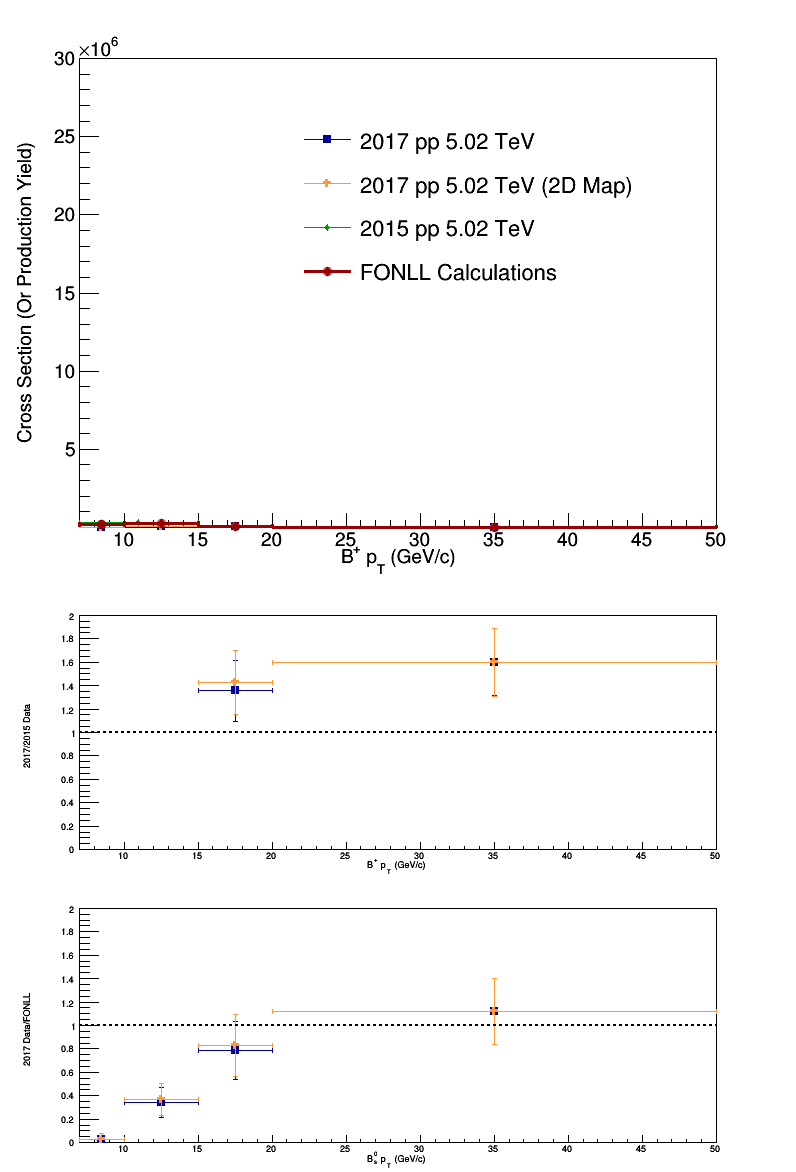 ×10⁶
30
25
20
15
10
5
Cross Section (Or Production Yield)
2017 pp 5.02 TeV
2017 pp 5.02 TeV (2D Map)
2015 pp 5.02 TeV
FONLL Calculations
10 15 20 25 30 35 40 45 50
B⁺ p_T (GeV/c)
2
1.8
1.6
1.4
1.2
1
0.8
0.6
0.4
0.2
0
2017/2015 Data
10 15 20 25 30 35 40 45 50
B⁺ p_T (GeV/c)
2
1.8
1.6
1.4
1.2
1
0.8
0.6
0.4
0.2
0
2017 Data/FONLL
10 15 20 25 30 35 40 45 50
B⁰_s p_T (GeV/c)